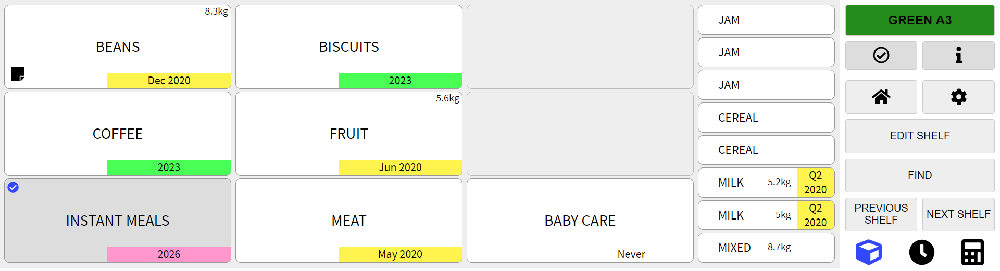 8.3kg
BEANS
Dec 2020
BISCUITS
2023
COFFEE
2023
5.6kg
FRUIT
Jun 2020
INSTANT MEALS
2026
MEAT
May 2020
BABY CARE
Never
JAM
JAM
JAM
CEREAL
CEREAL
MILK 5.2kg Q2
2020
MILK 5kg Q2
2020
MIXED 8.7kg
GREEN A3
EDIT SHELF
FIND
PREVIOUS
SHELF
NEXT SHELF